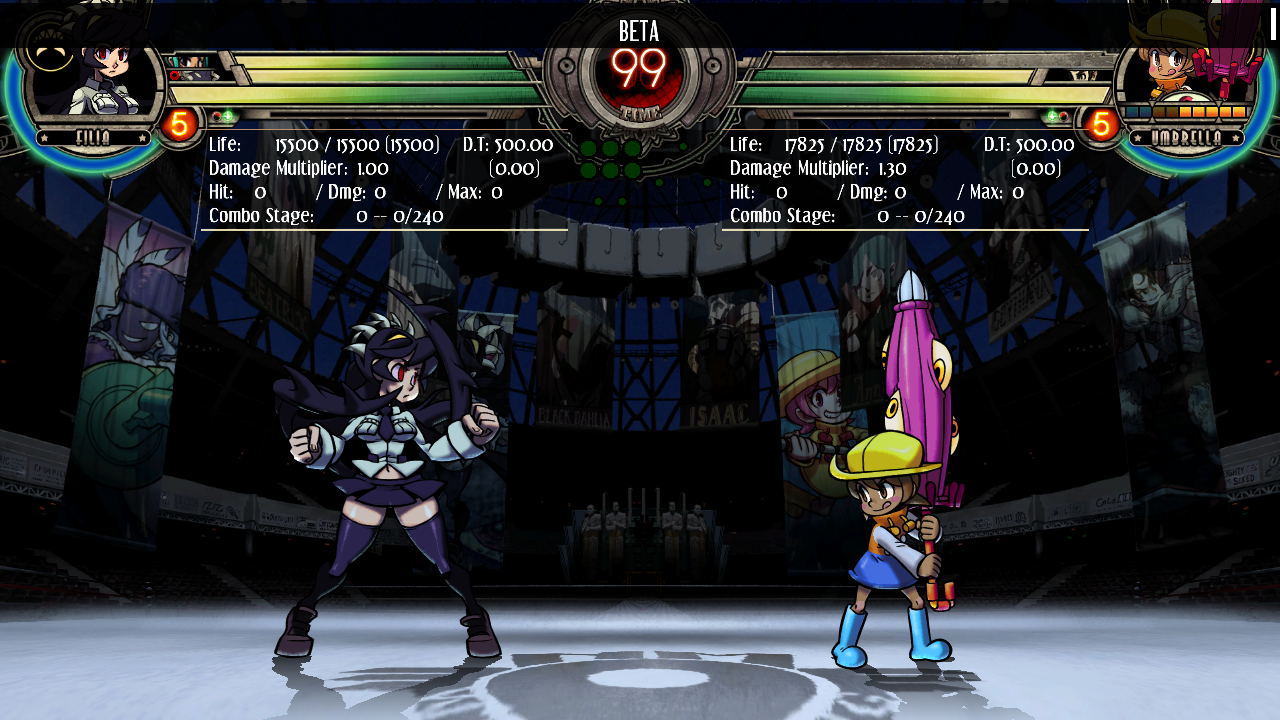 BETA
99
TIME
5
5
FILIA
UMBRELLA
Life: 15500 / 15500 (15500) D.T: 500.00
Damage Multiplier: 1.00 (0.00)
Hit: 0 / Dmg: 0 / Max: 0
Combo Stage: 0 -- 0/240
Life: 17825 / 17825 (17825) D.T: 500.00
Damage Multiplier: 1.30 (0.00)
Hit: 0 / Dmg: 0 / Max: 0
Combo Stage: 0 -- 0/240
BLACK DAHLIA
ISAAC